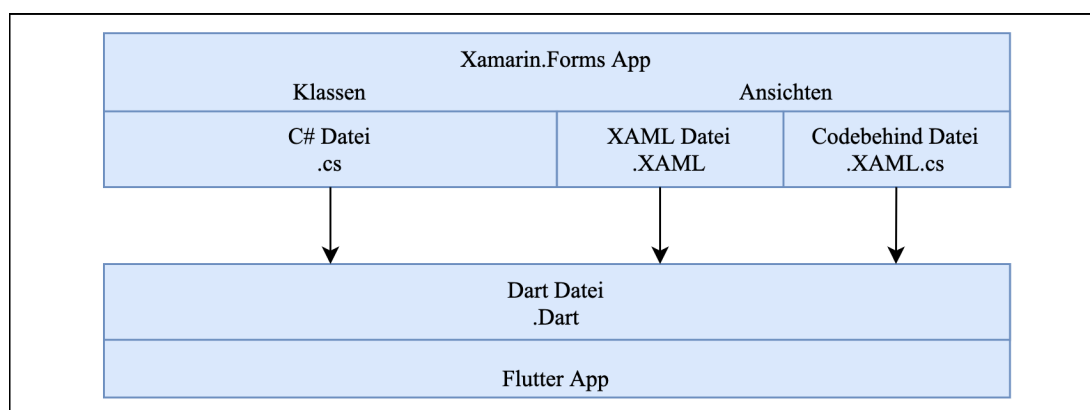 Xamarin.Forms App
Klassen
Ansichten
C# Datei
.cs
XAML Datei
.XAML
Codebehind Datei
.XAML.cs
Dart Datei
.Dart
Flutter App